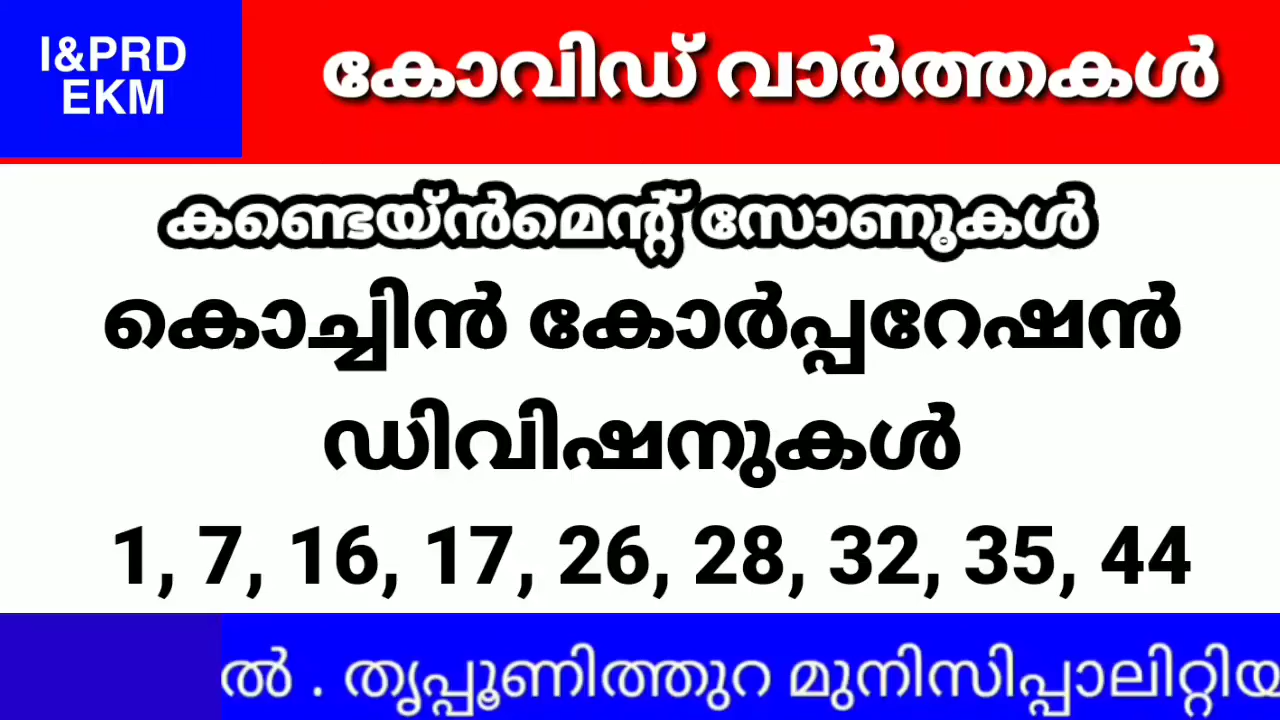 I&PRD
EKM
കോവിഡ് വാർത്തകൾ
കണ്ടെയ്ൻമെന്റ് സോണുകൾ
കൊച്ചിൻ കോർപ്പറേഷൻ
ഡിവിഷനുകൾ
1, 7, 16, 17, 26, 28, 32, 35, 44
ൽ . തൃപ്പൂണിത്തുറ മുനിസിപ്പാലിറ്റിയ